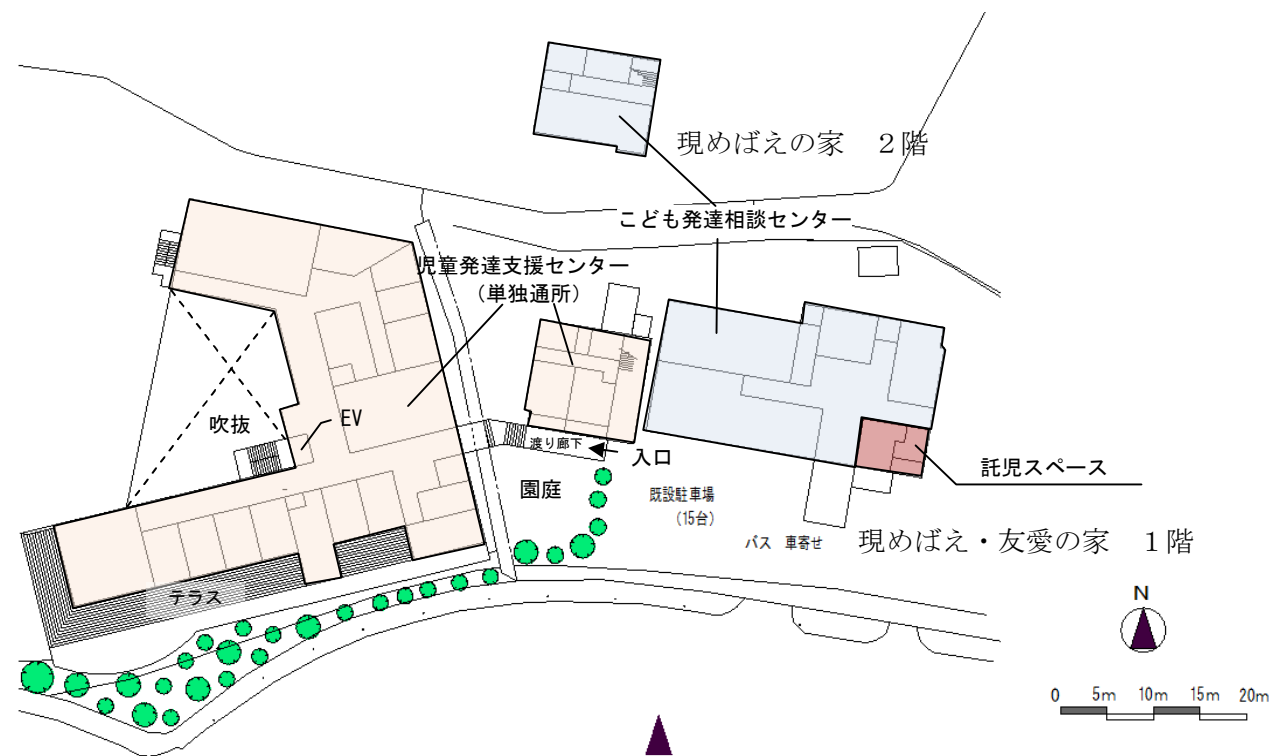 現めばえの家　２階
こども発達相談センター
児童発達支援センター
（単独通所）
吹抜
EV
渡り廊下
入口
園庭
既設駐車場
（15台）
バス　車寄せ
託児スペース
現めばえ・友愛の家　１階
テラス
N
0 5m 10m 15m 20m